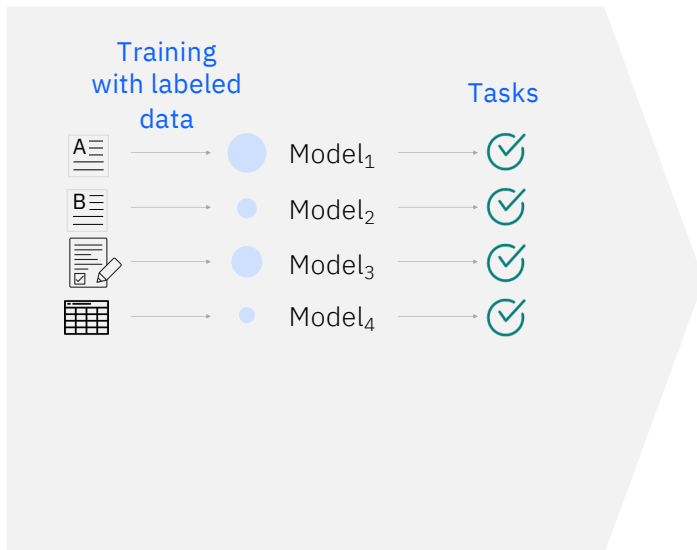 Training
with labeled
data
Tasks
A
Model₁
B
Model₂
Model₃
Model₄